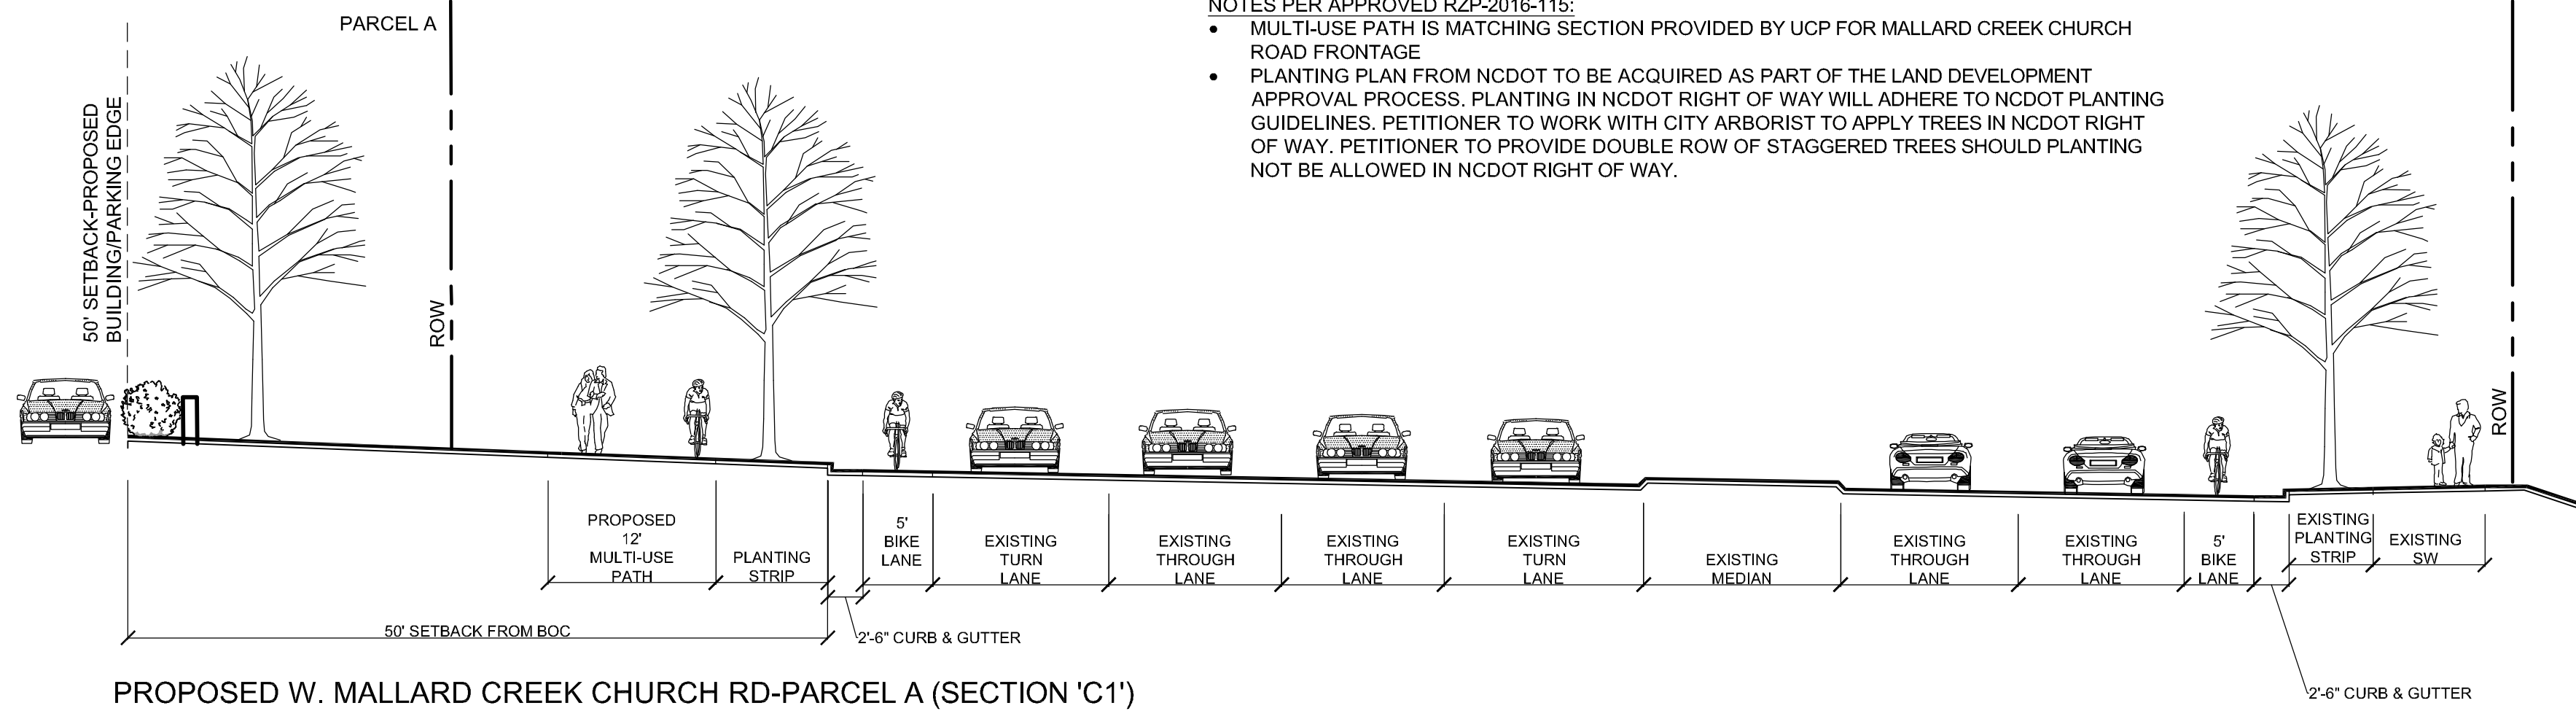 PARCEL A
NOTES PER APPROVED RZP-2016-115:
• MULTI-USE PATH IS MATCHING SECTION PROVIDED BY UCP FOR MALLARD CREEK CHURCH
ROAD FRONTAGE
• PLANTING PLAN FROM NCDOT TO BE ACQUIRED AS PART OF THE LAND DEVELOPMENT
APPROVAL PROCESS. PLANTING IN NCDOT RIGHT OF WAY WILL ADHERE TO NCDOT PLANTING
GUIDELINES. PETITIONER TO WORK WITH CITY ARBORIST TO APPLY TREES IN NCDOT RIGHT
OF WAY. PETITIONER TO PROVIDE DOUBLE ROW OF STAGGERED TREES SHOULD PLANTING
NOT BE ALLOWED IN NCDOT RIGHT OF WAY.
50' SETBACK-PROPOSED
BUILDING/PARKING EDGE
ROW
ROW
PROPOSED
12'
MULTI-USE
PATH
PLANTING
STRIP
5'
BIKE
LANE
EXISTING
TURN
LANE
EXISTING
THROUGH
LANE
EXISTING
THROUGH
LANE
EXISTING
TURN
LANE
EXISTING
MEDIAN
EXISTING
THROUGH
LANE
EXISTING
THROUGH
LANE
5'
BIKE
LANE
EXISTING
PLANTING
STRIP
EXISTING
SW
50' SETBACK FROM BOC
2'-6" CURB & GUTTER
2'-6" CURB & GUTTER
PROPOSED W. MALLARD CREEK CHURCH RD-PARCEL A (SECTION 'C1')